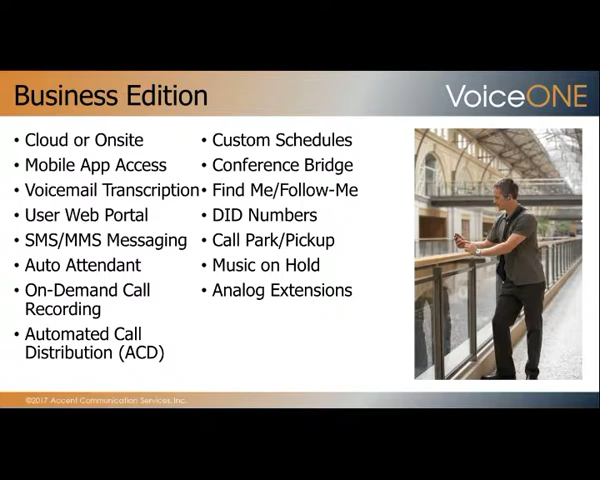 Business Edition
VoiceONE
• Cloud or Onsite
• Mobile App Access
• Voicemail Transcription
• User Web Portal
• SMS/MMS Messaging
• Auto Attendant
• On-Demand Call
Recording
• Automated Call
Distribution (ACD)
• Custom Schedules
• Conference Bridge
• Find Me/Follow-Me
• DID Numbers
• Call Park/Pickup
• Music on Hold
• Analog Extensions
©2017 Accent Communication Services, Inc.